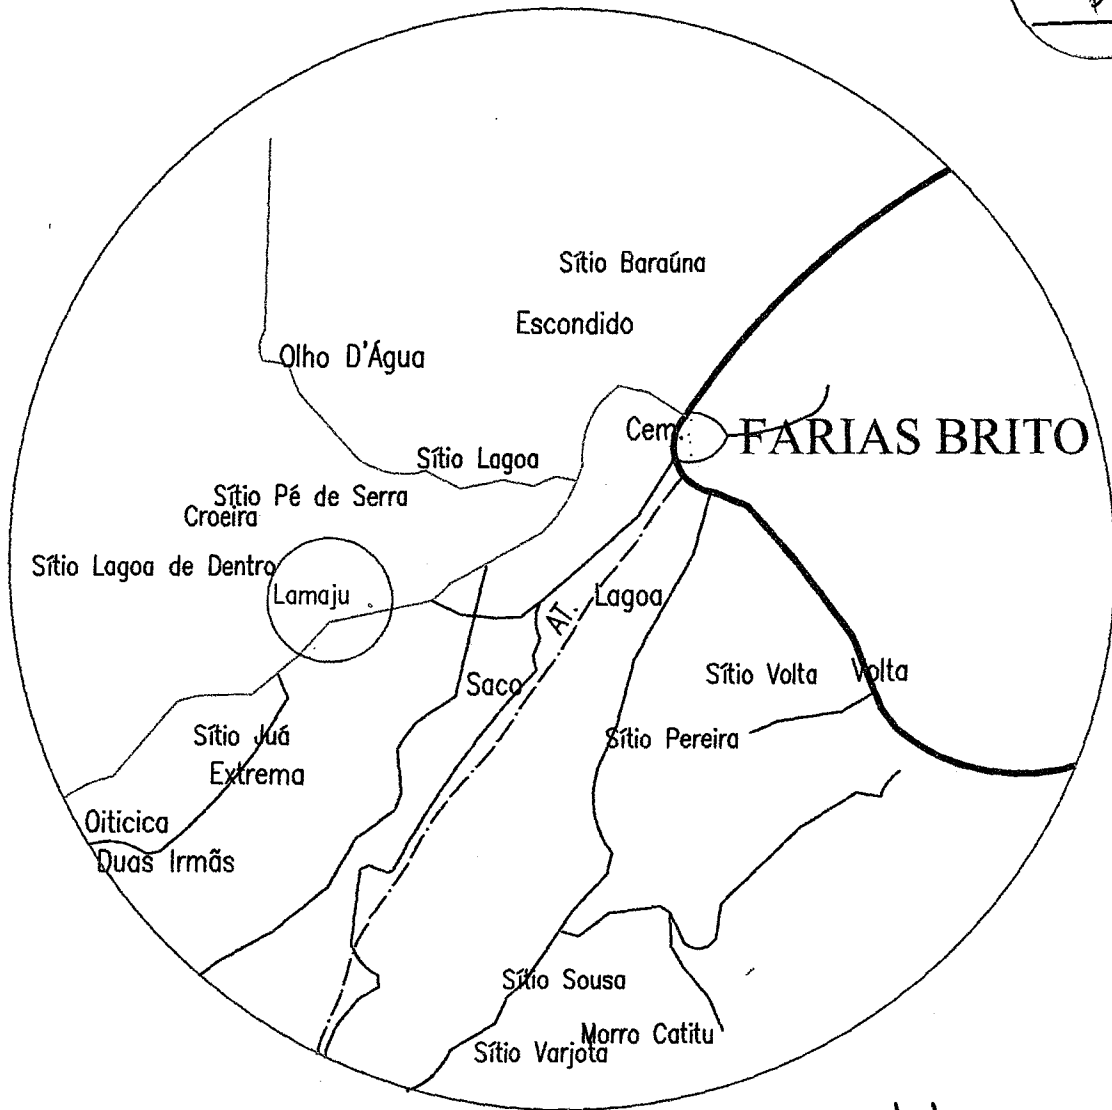 Sítio Baraúna
Escondido
Olho D'Água
Cem.
FARIAS BRITO
Sítio Lagoa
Sítio Pé de Serra
Croeira
Sítio Lagoa de Dentro
Lamaju
Lagoa
AT.
Saco
Sítio Volta
Volta
Sítio Juá
Sítio Pereira
Extrema
Oiticica
Duas Irmãs
Sítio Sousa
Morro Catitu
Sítio Varjota